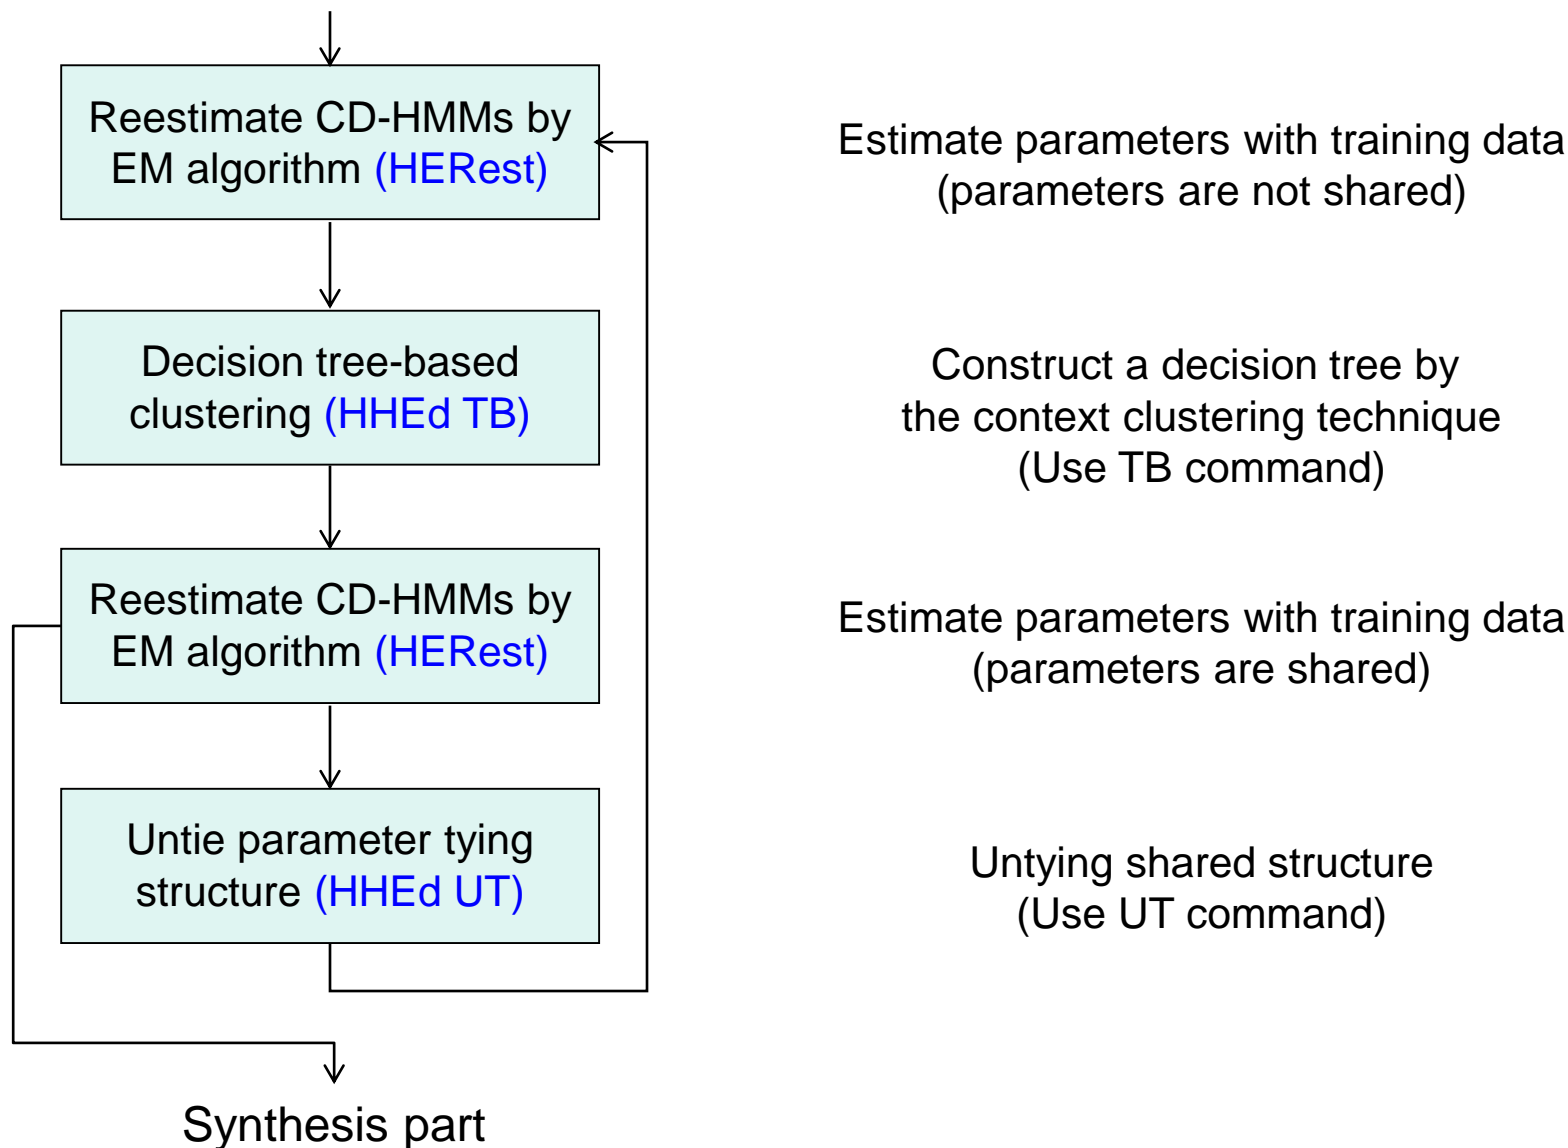 Reestimate CD-HMMs by
EM algorithm (HERest)
Estimate parameters with training data
(parameters are not shared)
Decision tree-based
clustering (HHEd TB)
Construct a decision tree by
the context clustering technique
(Use TB command)
Reestimate CD-HMMs by
EM algorithm (HERest)
Estimate parameters with training data
(parameters are shared)
Untie parameter tying
structure (HHEd UT)
Untying shared structure
(Use UT command)
Synthesis part